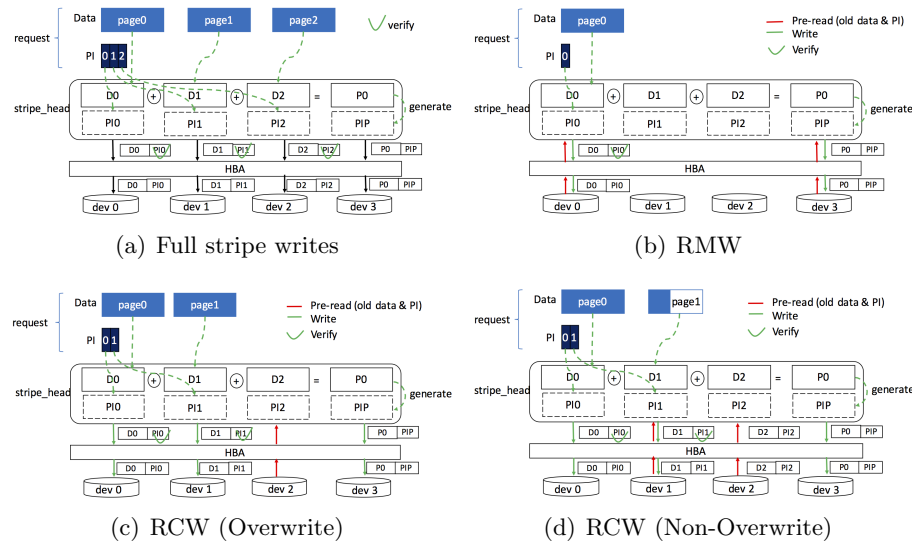 Data page0 page1 page2
verify
request
PI 0 1 2
D0 + D1 + D2 = P0
stripe_head generate
PI0 PI1 PI2 PIP
D0 PI0 D1 PI1 D2 PI2 P0 PIP
HBA
D0 PI0 D1 PI1 D2 PI2 P0 PIP
dev 0 dev 1 dev 2 dev 3
(a) Full stripe writes
Data page0
Pre-read (old data & PI)
request Write
PI 0 Verify
D0 + D1 + D2 = P0
stripe_head generate
PI0 PI1 PI2 PIP
D0 PI0 P0 PIP
HBA
D0 PI0 P0 PIP
dev 0 dev 1 dev 2 dev 3
(b) RMW
Data page0 page1
Pre-read (old data & PI)
request Write
PI 0 1 Verify
D0 + D1 + D2 = P0
stripe_head generate
PI0 PI1 PI2 PIP
D0 PI0 D1 PI1 P0 PIP
HBA
D0 PI0 D1 PI1 P0 PIP
dev 0 dev 1 dev 2 dev 3
(c) RCW (Overwrite)
Data page0 page1
Pre-read (old data & PI)
request Write
PI 0 1 Verify
D0 + D1 + D2 = P0
stripe_head generate
PI0 PI1 PI2 PIP
D0 PI0 D1 PI1 D2 PI2 P0 PIP
HBA
D0 PI0 D1 PI1 D2 PI2 P0 PIP
dev 0 dev 1 dev 2 dev 3
(d) RCW (Non-Overwrite)